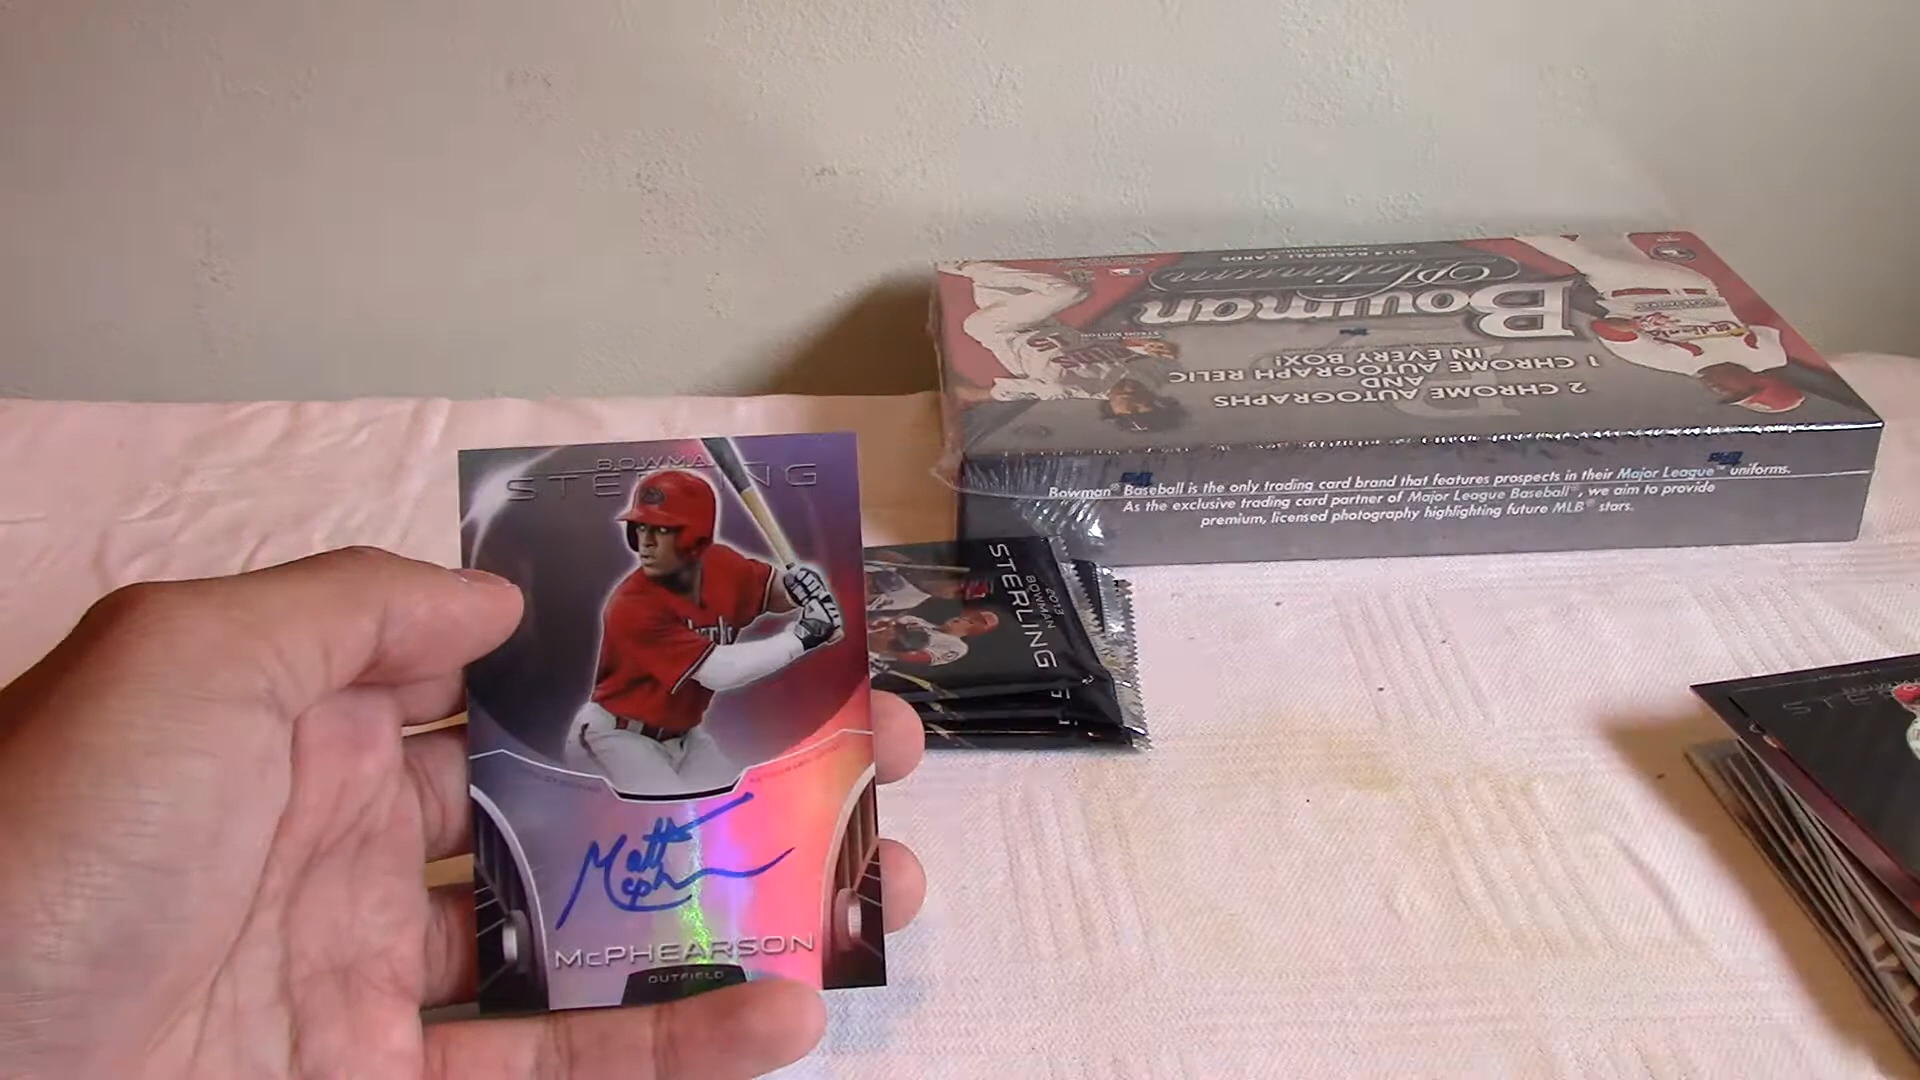 BOWMAN
STERLING
Matt
McPHEARSON
OUTFIELD
2014 BASEBALL CARDS
Platinum
Bowman
2 CHROME AUTOGRAPHS
AND
1 CHROME AUTOGRAPH RELIC
IN EVERY BOX!
Bowman® Baseball is the only trading card brand that features prospects in their Major League™ uniforms.
As the exclusive trading card partner of Major League Baseball®, we aim to provide
premium, licensed photography highlighting future MLB® stars.
2013
BOWMAN
STERLING